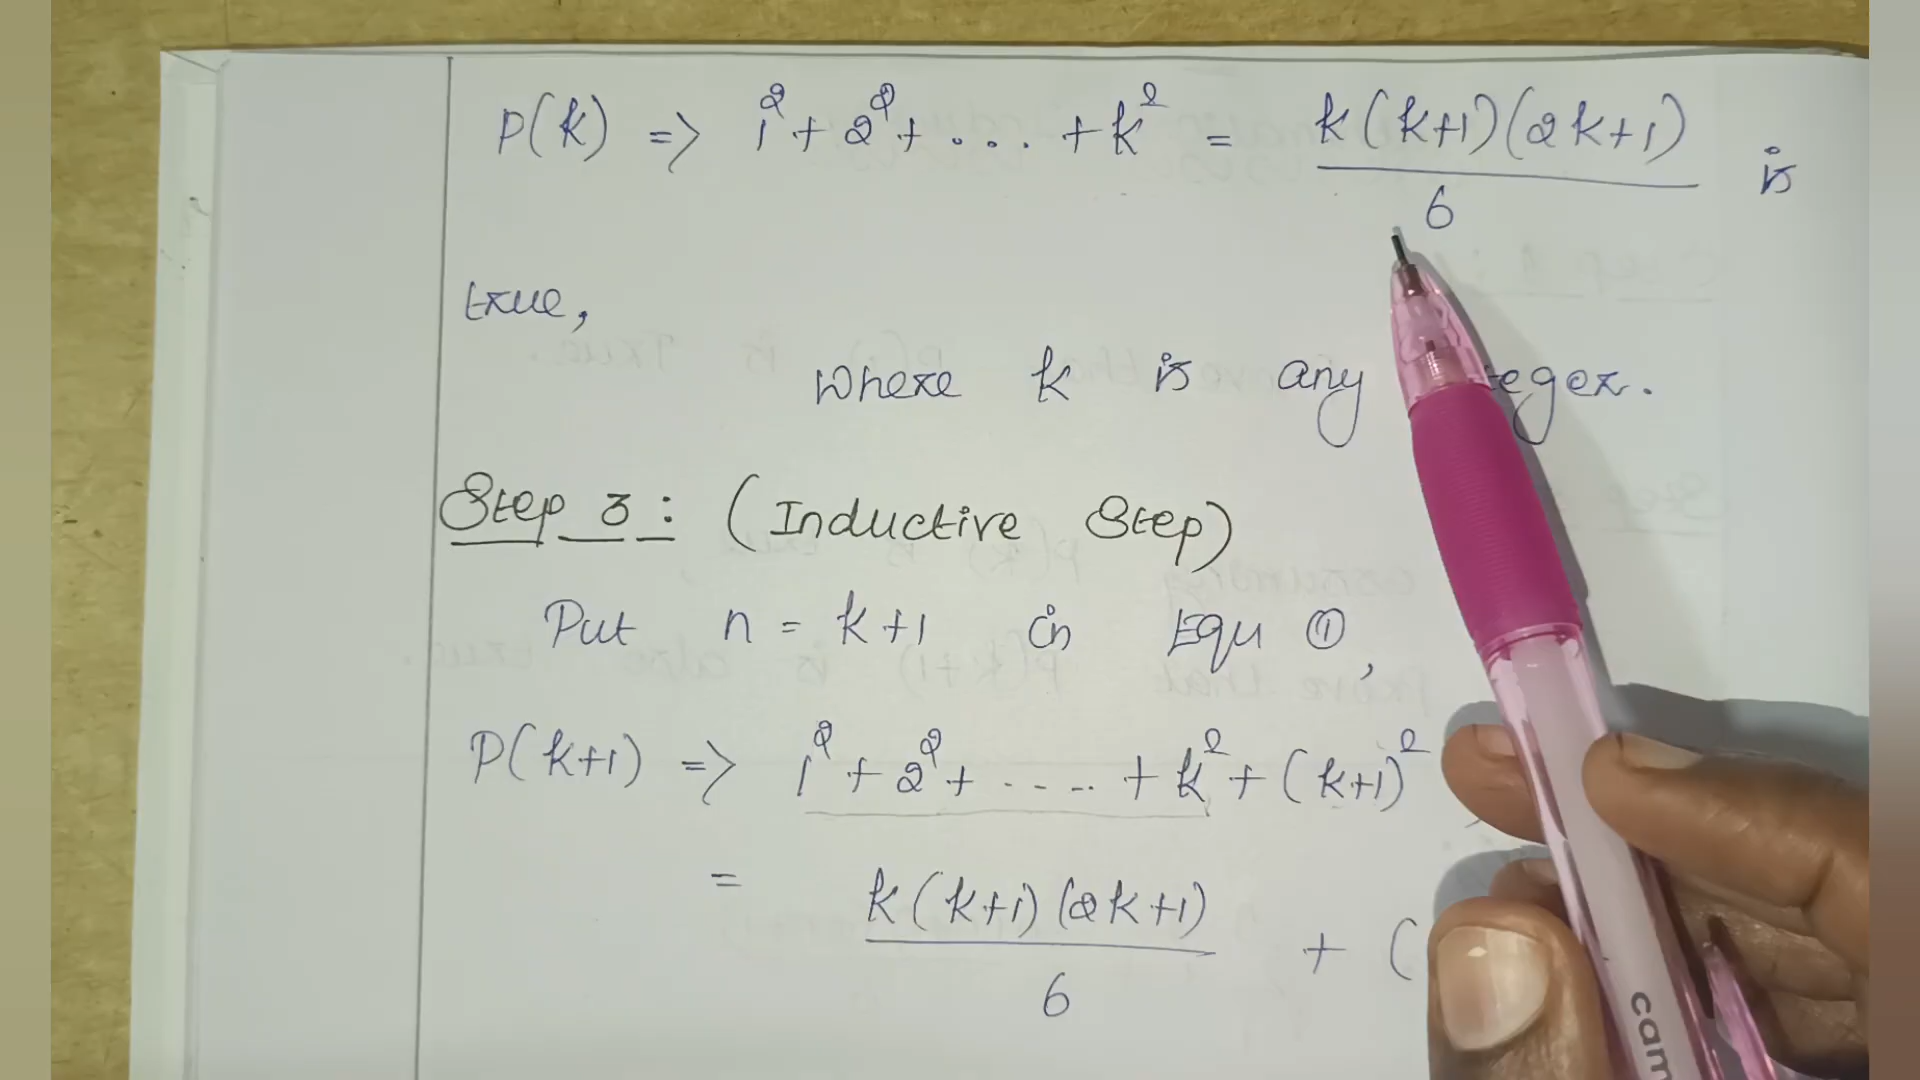 P(k) => 1² + 2² + ... + k² = k(k+1)(2k+1) / 6 is
true,
where k is any
Step 3 : (Inductive Step)
Put n = k+1 in Equ ①,
P(k+1) => 1² + 2² + ..... + k² + (k+1)²
= k(k+1)(2k+1) / 6 + (
cam